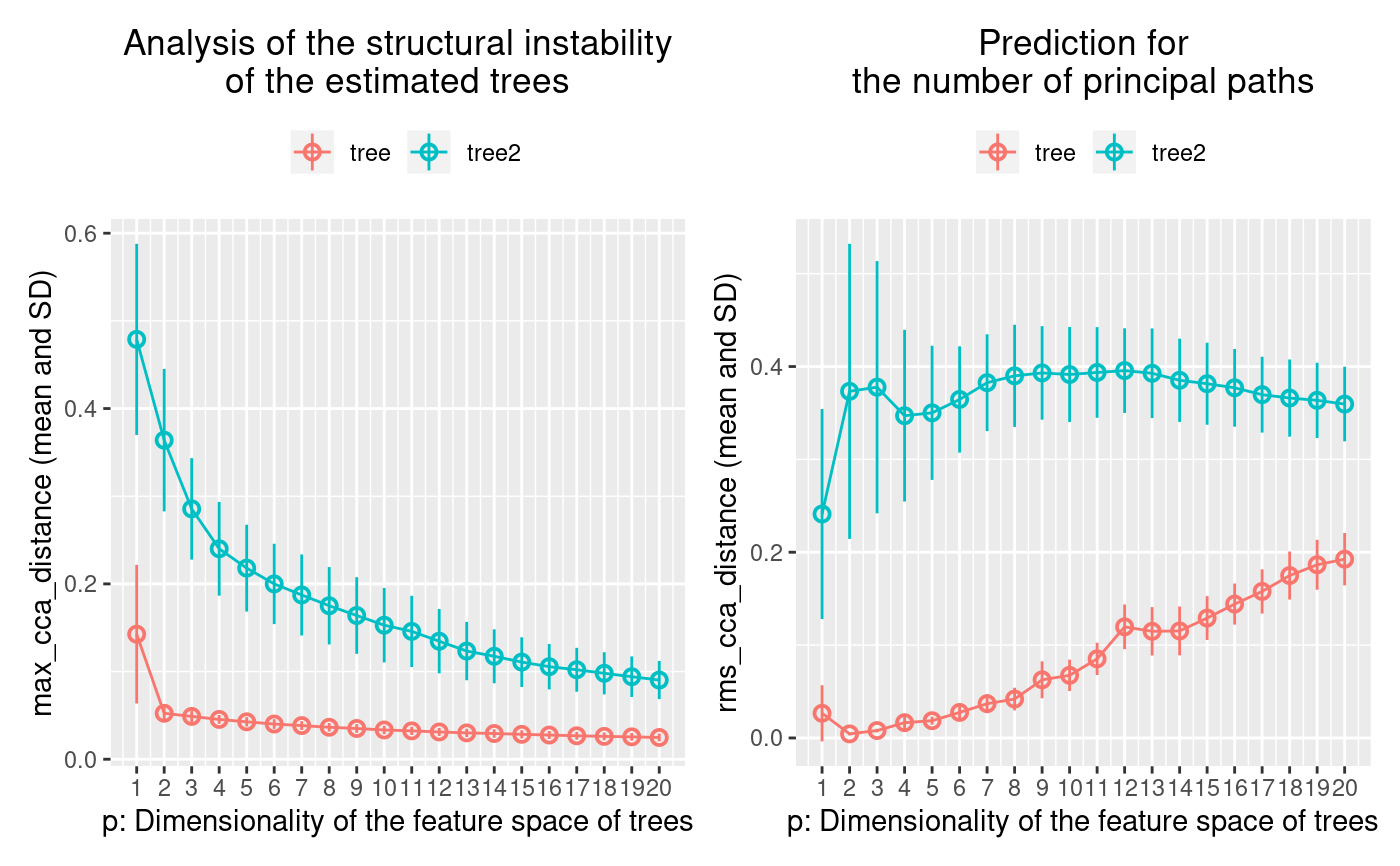 Analysis of the structural instability
of the estimated trees
tree tree2
max_cca_distance (mean and SD)
0.6
0.4
0.2
0.0
1 2 3 4 5 6 7 8 9 10 11 12 13 14 15 16 17 18 19 20
p: Dimensionality of the feature space of trees
Prediction for
the number of principal paths
tree tree2
rms_cca_distance (mean and SD)
0.4
0.2
0.0
1 2 3 4 5 6 7 8 9 10 11 12 13 14 15 16 17 18 19 20
p: Dimensionality of the feature space of trees